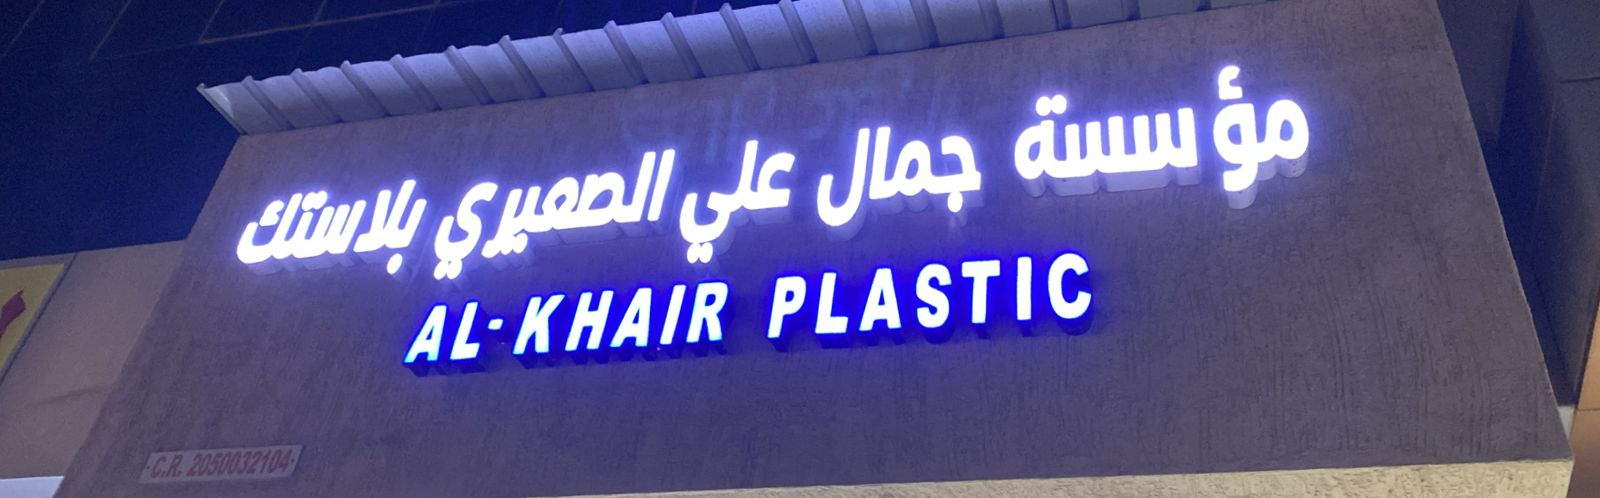 مؤسسة جمال علي الصعيري بلاستك
AL-KHAIR PLASTIC
C.R. 2050032104